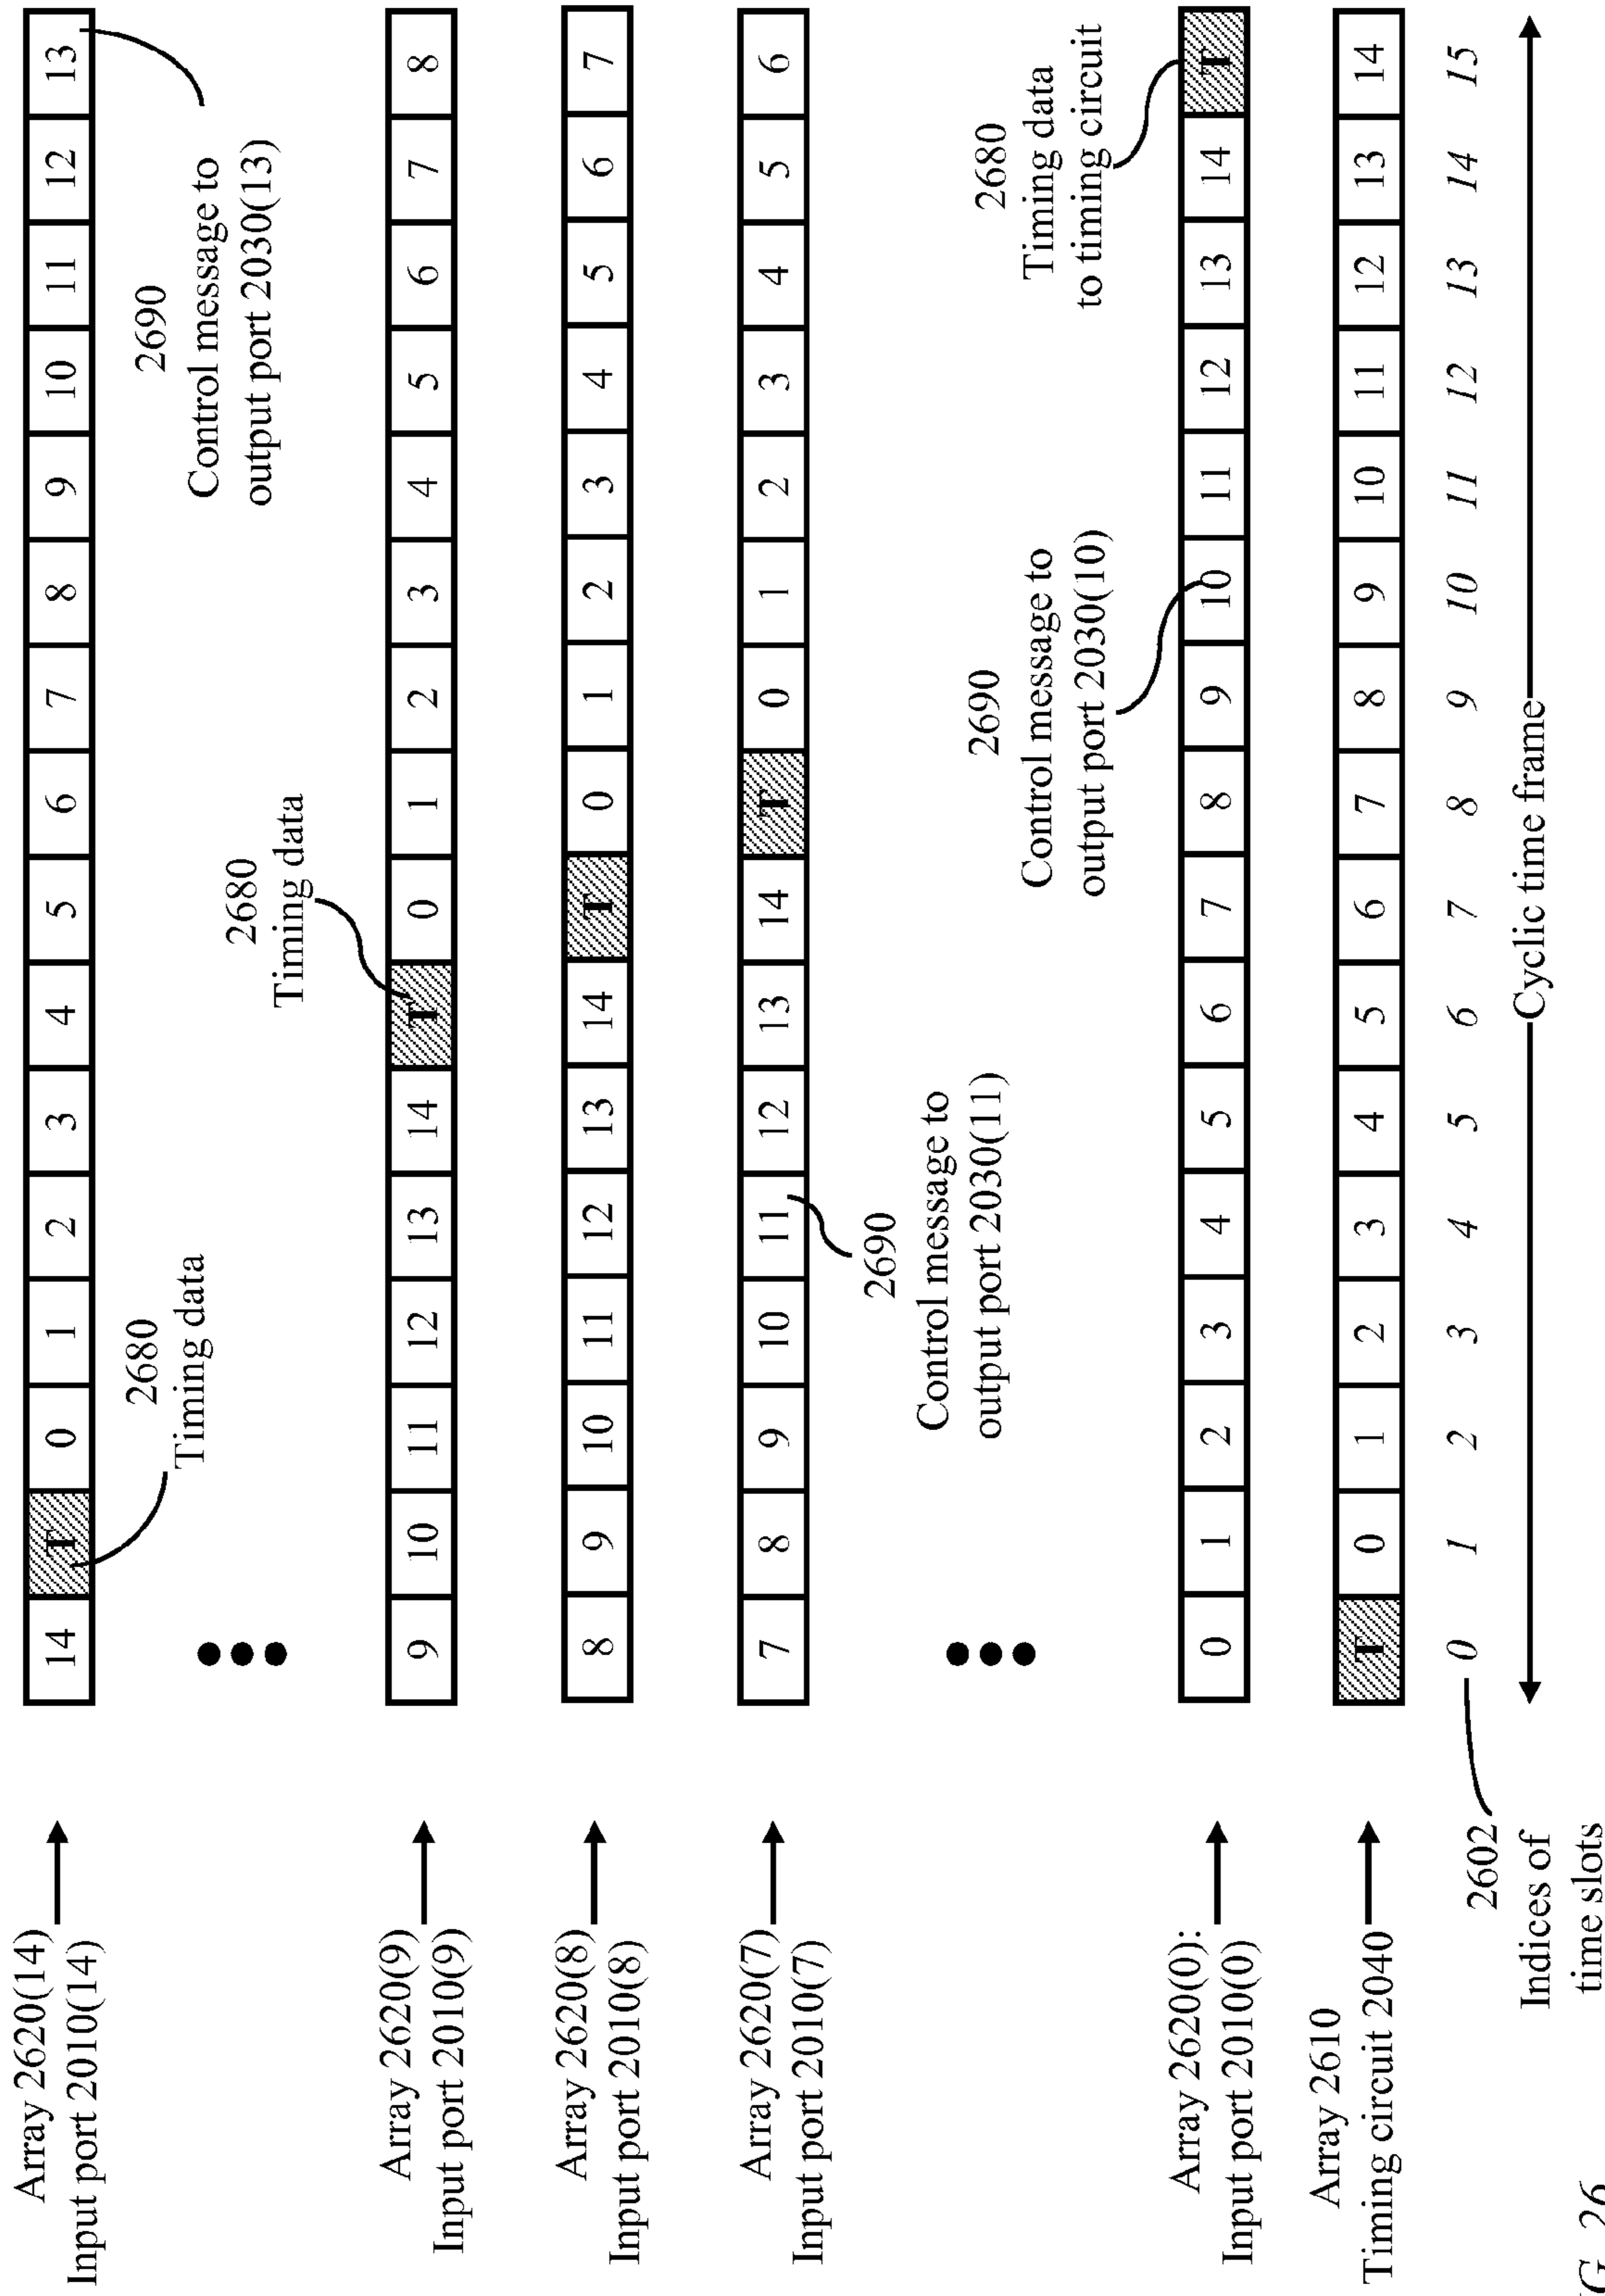 Array 2620(14)
Input port 2010(14)
14 T 0 1 2 3 4 5 6 7 8 9 10 11 12 13
2680
Timing data
2690
Control message to
output port 2030(13)
Array 2620(9)
Input port 2010(9)
9 10 11 12 13 14 T 0 1 2 3 4 5 6 7 8
2680
Timing data
Array 2620(8)
Input port 2010(8)
8 9 10 11 12 13 14 T 0 1 2 3 4 5 6 7
Array 2620(7)
Input port 2010(7)
7 8 9 10 11 12 13 14 T 0 1 2 3 4 5 6
2690
Control message to
output port 2030(11)
2690
Control message to
output port 2030(10)
2680
Timing data
to timing circuit
Array 2620(0):
Input port 2010(0)
0 1 2 3 4 5 6 7 8 9 10 11 12 13 14 T
Array 2610
Timing circuit 2040
T 0 1 2 3 4 5 6 7 8 9 10 11 12 13 14
0 1 2 3 4 5 6 7 8 9 10 11 12 13 14 15
2602
Indices of
time slots
Cyclic time frame
G. 26